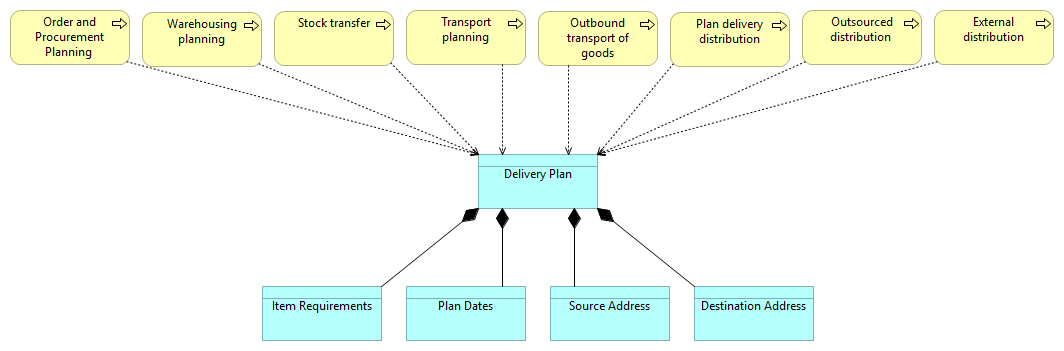 Order and
Procurement
Planning
Warehousing
planning
Stock transfer
Transport
planning
Outbound
transport of
goods
Plan delivery
distribution
Outsourced
distribution
External
distribution
Delivery Plan
Item Requirements
Plan Dates
Source Address
Destination Address